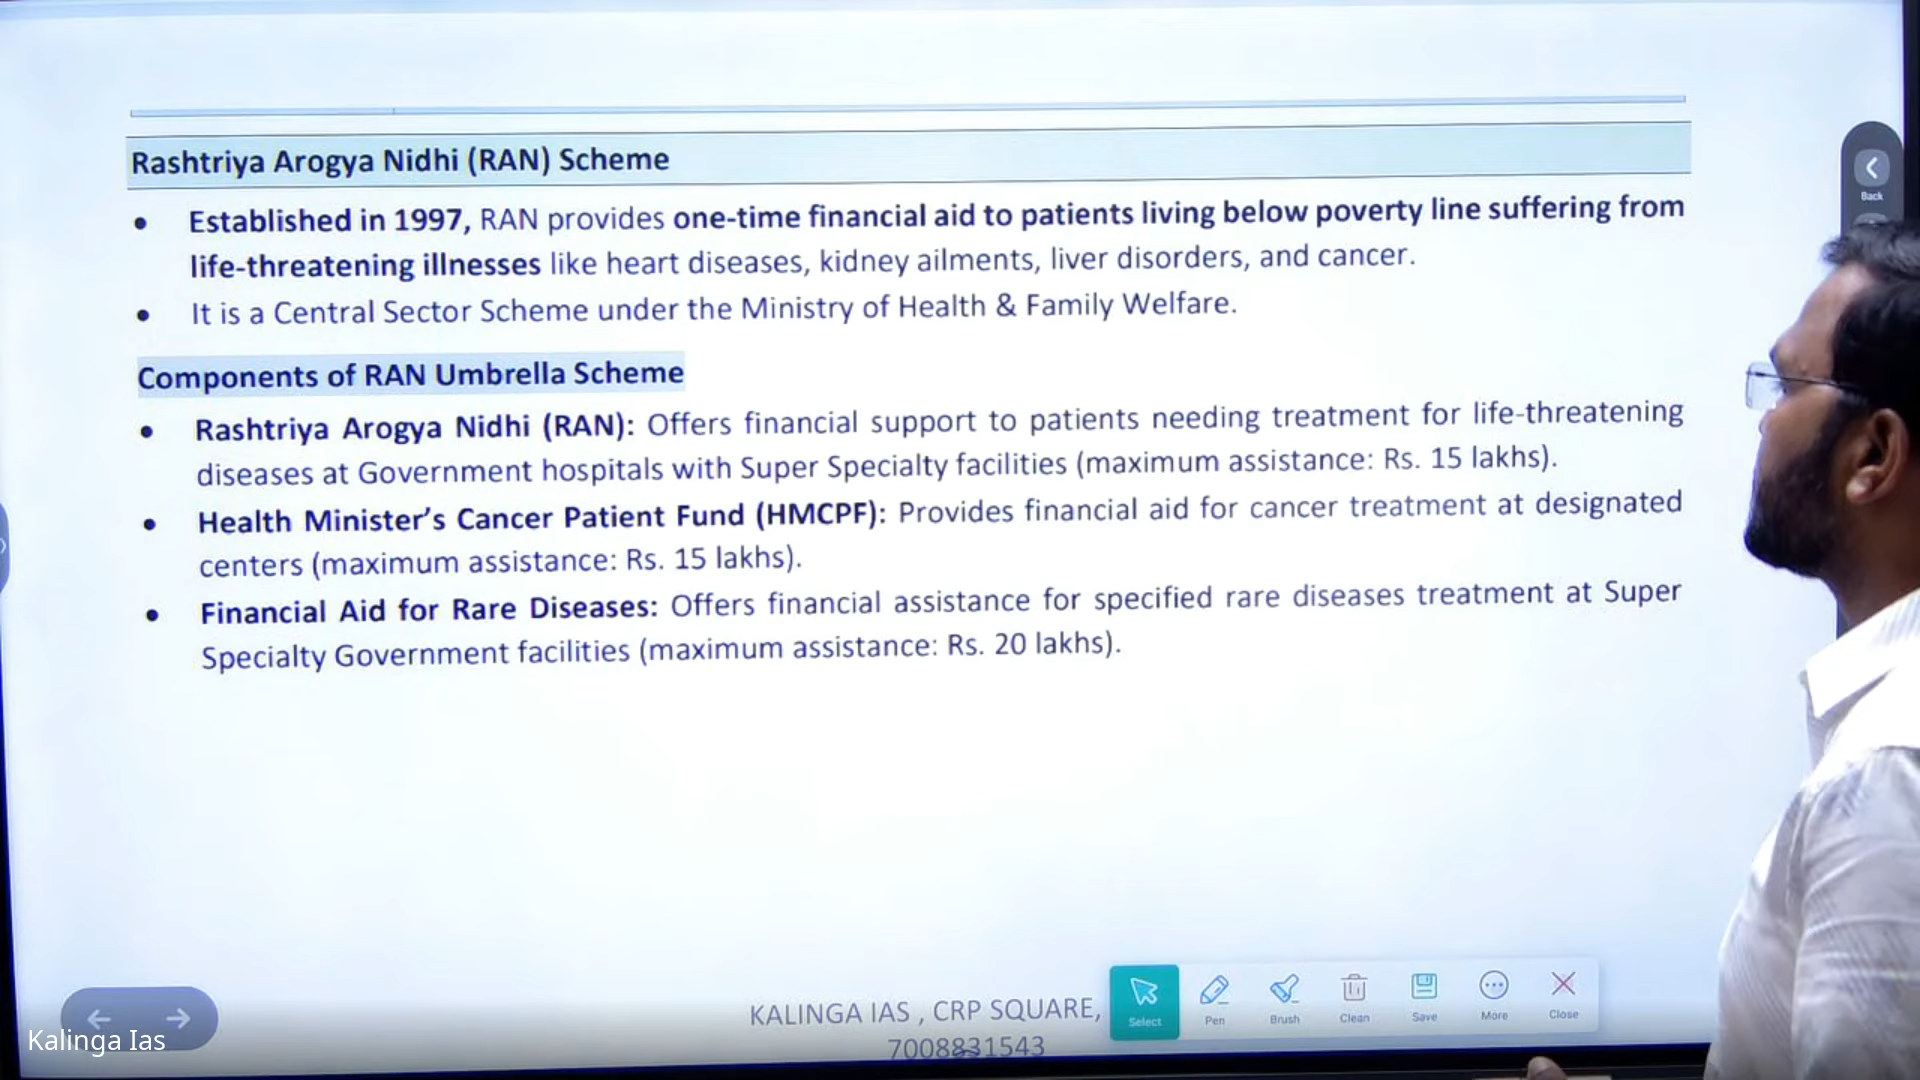 Rashtriya Arogya Nidhi (RAN) Scheme
• Established in 1997, RAN provides one-time financial aid to patients living below poverty line suffering from
life-threatening illnesses like heart diseases, kidney ailments, liver disorders, and cancer.
• It is a Central Sector Scheme under the Ministry of Health & Family Welfare.
Components of RAN Umbrella Scheme
• Rashtriya Arogya Nidhi (RAN): Offers financial support to patients needing treatment for life-threatening
diseases at Government hospitals with Super Specialty facilities (maximum assistance: Rs. 15 lakhs).
• Health Minister’s Cancer Patient Fund (HMCPF): Provides financial aid for cancer treatment at designated
centers (maximum assistance: Rs. 15 lakhs).
• Financial Aid for Rare Diseases: Offers financial assistance for specified rare diseases treatment at Super
Specialty Government facilities (maximum assistance: Rs. 20 lakhs).
Back
KALINGA IAS , CRP SQUARE,
7008831543
Select Pen Brush Clean Save More Close
Kalinga Ias